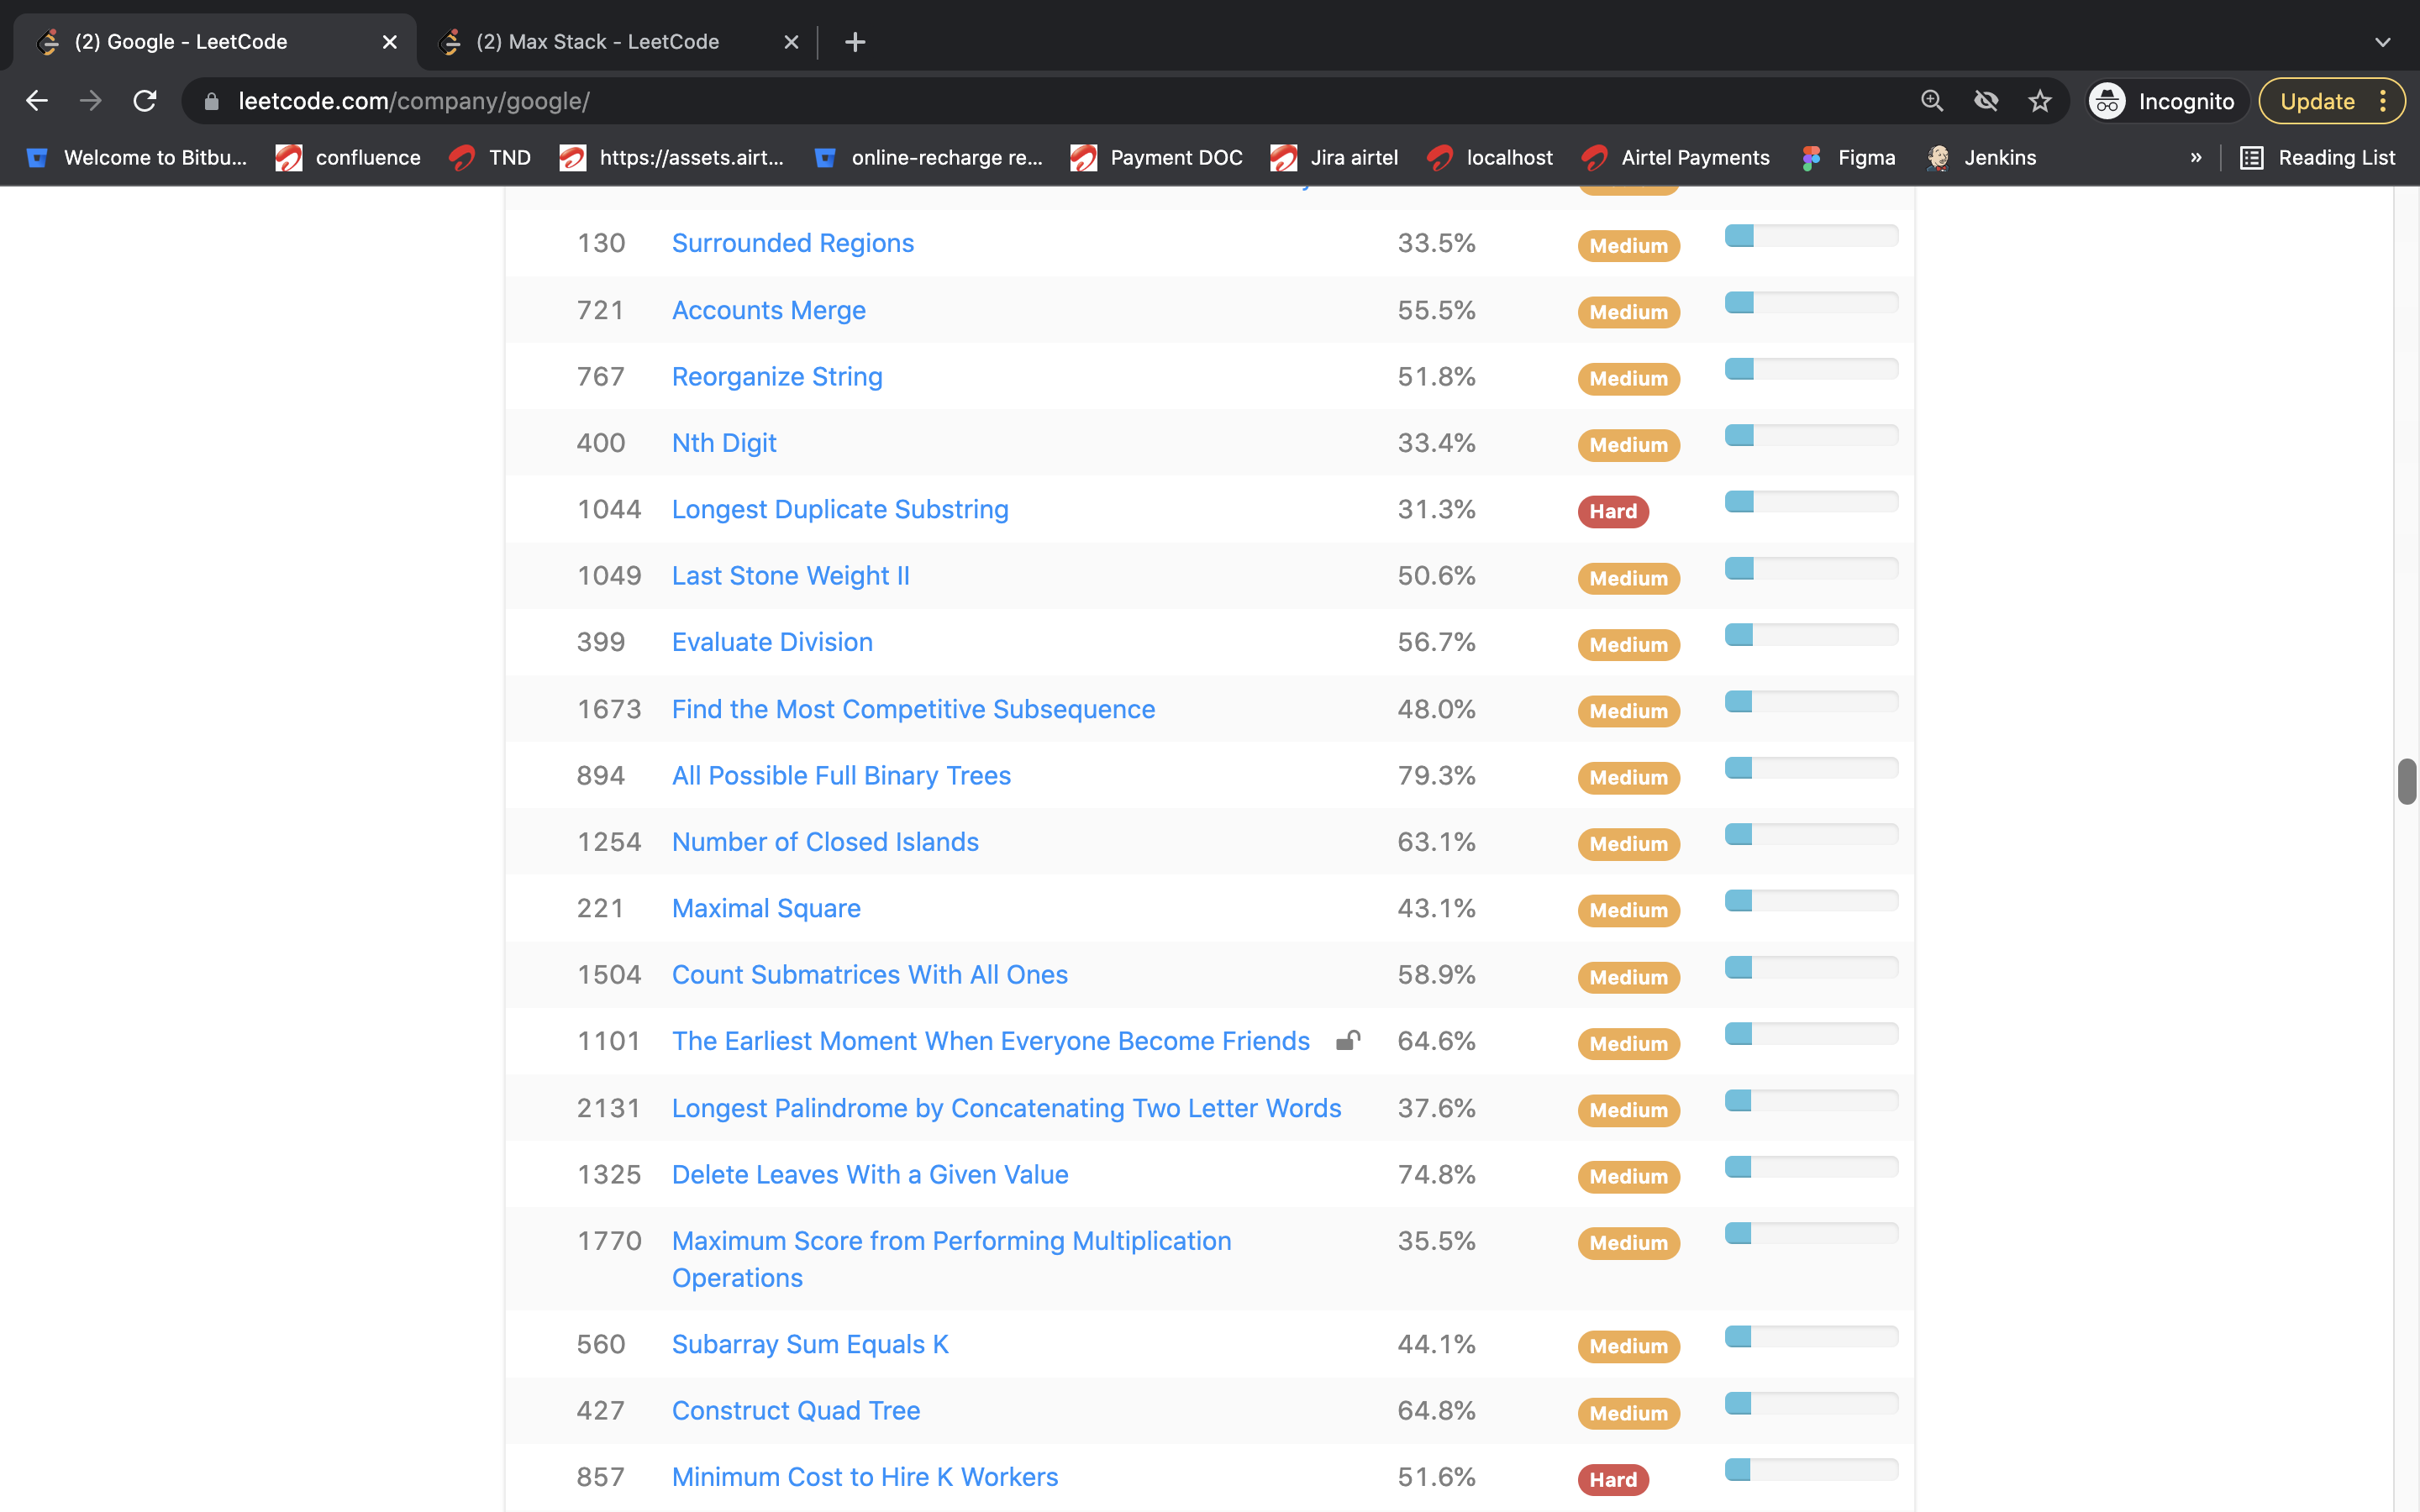 (2) Google - LeetCode
(2) Max Stack - LeetCode
leetcode.com/company/google/
Incognito
Update
Welcome to Bitbu...
confluence
TND
https://assets.airt...
online-recharge re...
Payment DOC
Jira airtel
localhost
Airtel Payments
Figma
Jenkins
»
Reading List
130 Surrounded Regions 33.5% Medium
721 Accounts Merge 55.5% Medium
767 Reorganize String 51.8% Medium
400 Nth Digit 33.4% Medium
1044 Longest Duplicate Substring 31.3% Hard
1049 Last Stone Weight II 50.6% Medium
399 Evaluate Division 56.7% Medium
1673 Find the Most Competitive Subsequence 48.0% Medium
894 All Possible Full Binary Trees 79.3% Medium
1254 Number of Closed Islands 63.1% Medium
221 Maximal Square 43.1% Medium
1504 Count Submatrices With All Ones 58.9% Medium
1101 The Earliest Moment When Everyone Become Friends 64.6% Medium
2131 Longest Palindrome by Concatenating Two Letter Words 37.6% Medium
1325 Delete Leaves With a Given Value 74.8% Medium
1770 Maximum Score from Performing Multiplication 35.5% Medium
Operations
560 Subarray Sum Equals K 44.1% Medium
427 Construct Quad Tree 64.8% Medium
857 Minimum Cost to Hire K Workers 51.6% Hard